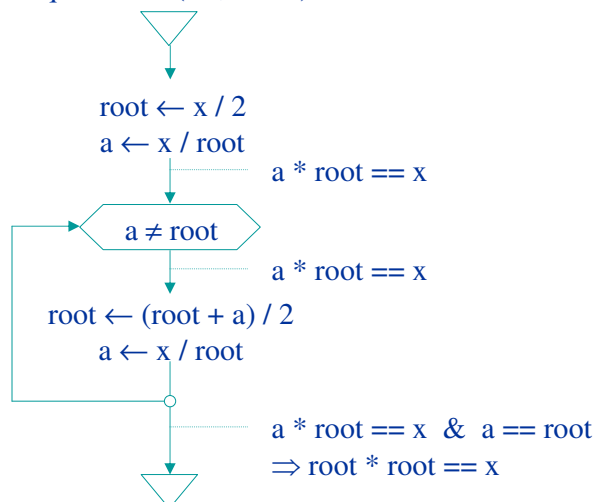 root ← x / 2
a ← x / root
a * root == x
a ≠ root
a * root == x
root ← (root + a) / 2
a ← x / root
a * root == x & a == root
⇒ root * root == x